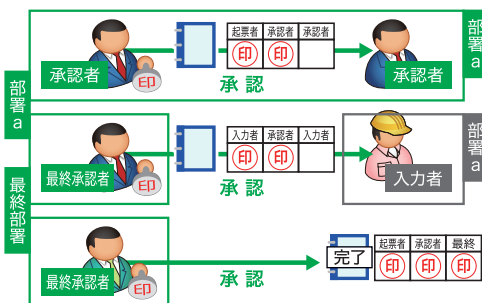 部署a
起票者 承認者 承認者
印 印
承認者
印
承認
承認者
部署a
入力者 承認者 入力者
印 印
最終承認者
印
承認
入力者
部署a
最終部署
起票者 承認者 最終
印 印 印
完了
最終承認者
印
承認